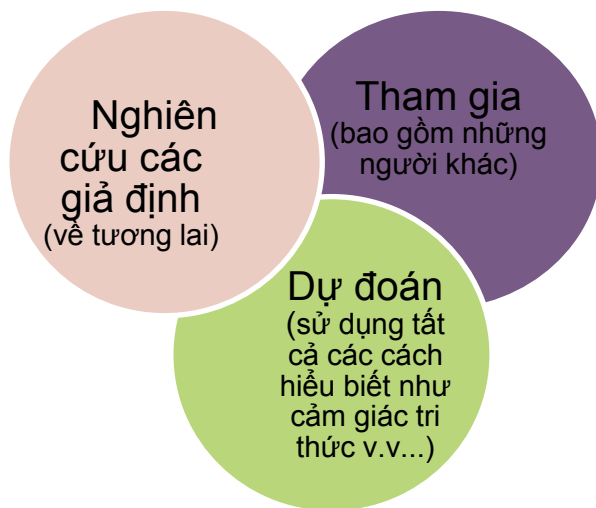 Nghiên
cứu các
giả định
(về tương lai)
Tham gia
(bao gồm những
người khác)
Dự đoán
(sử dụng tất
cả các cách
hiểu biết như
cảm giác tri
thức v.v...)